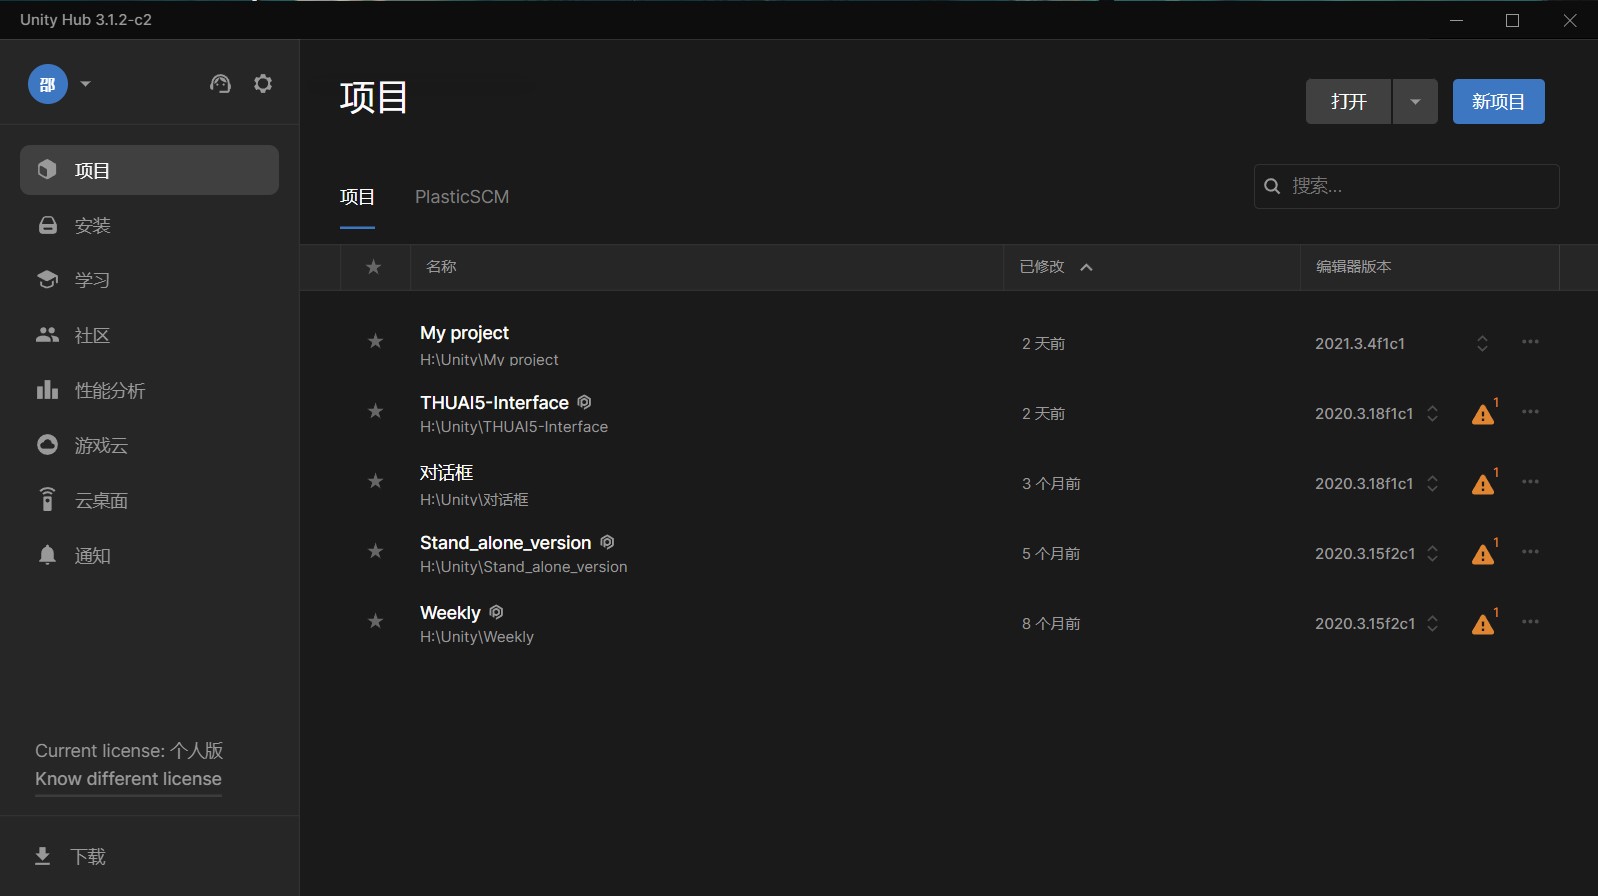 Unity Hub 3.1.2-c2
邵
项目
安装
学习
社区
性能分析
游戏云
云桌面
通知
Current license: 个人版
Know different license
下载
项目
打开
新项目
项目 PlasticSCM
搜索...
名称 已修改 编辑器版本
My project
H:\Unity\My project
2 天前 2021.3.4f1c1
THUAI5-Interface
H:\Unity\THUAI5-Interface
2 天前 2020.3.18f1c1 1
对话框
H:\Unity\对话框
3 个月前 2020.3.18f1c1 1
Stand_alone_version
H:\Unity\Stand_alone_version
5 个月前 2020.3.15f2c1 1
Weekly
H:\Unity\Weekly
8 个月前 2020.3.15f2c1 1